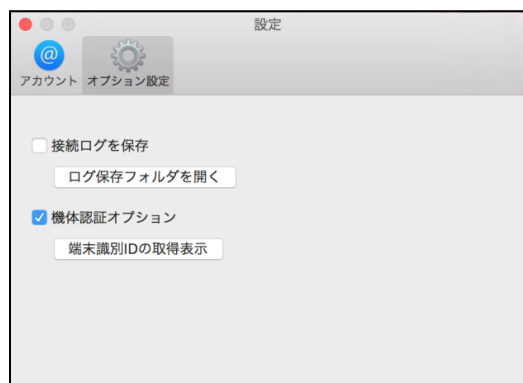 設定
@
アカウント オプション設定
接続ログを保存
ログ保存フォルダを開く
機体認証オプション
端末識別IDの取得表示